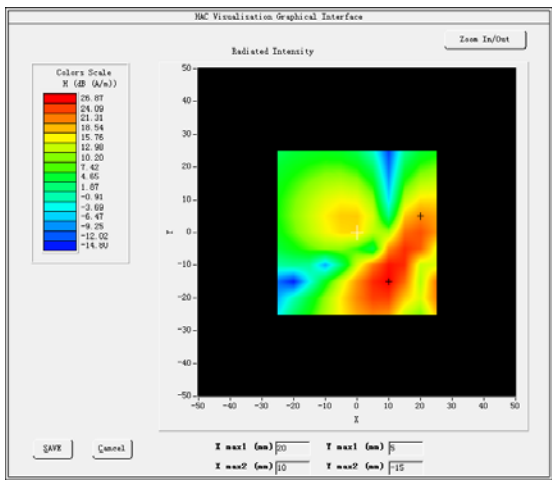 HAC Visualisation Graphical Interface
Zoom In/Out
Radiated Intensity
Colors Scale
H (dB (A/m))
26.87
24.09
21.31
18.54
15.76
12.98
10.20
7.42
4.65
1.87
-0.91
-3.69
-6.47
-9.25
-12.02
-14.80
50
40
30
20
10
Y
0
-10
-20
-30
-40
-50
-50 -40 -30 -20 -10 0 10 20 30 40 50
X
SAVE
Cancel
X max1 (mm) 20
Y max1 (mm) 5
X max2 (mm) 10
Y max2 (mm) -15